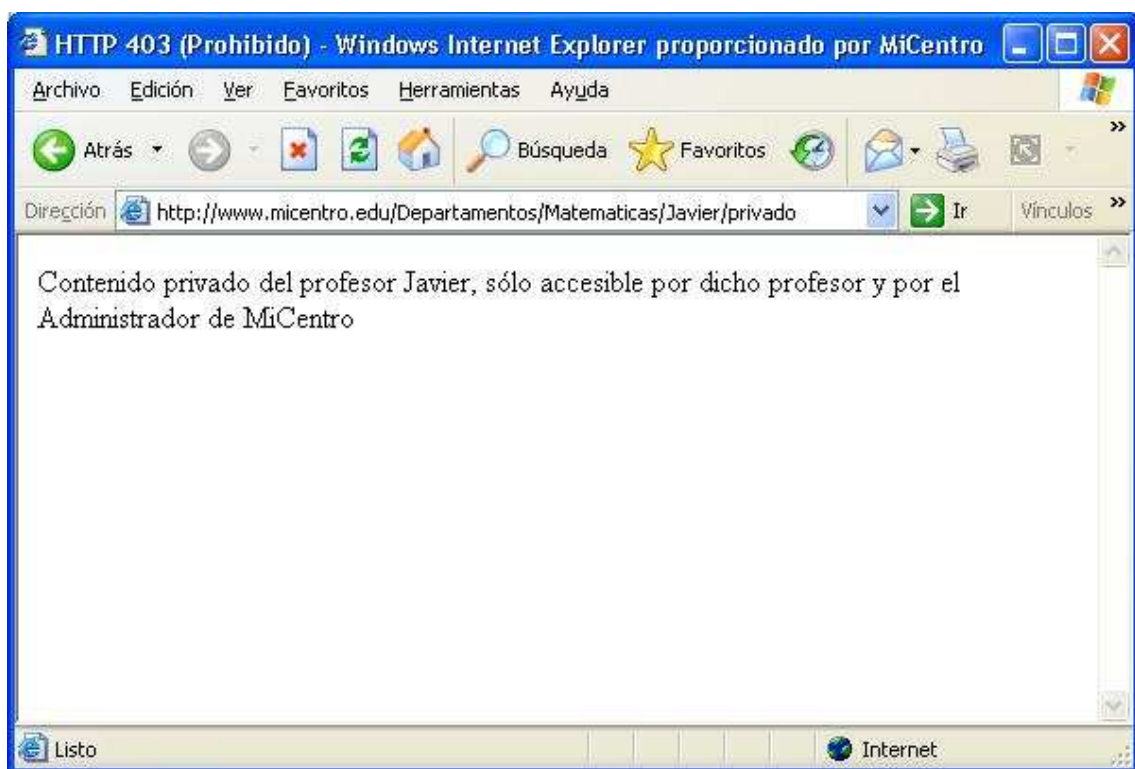 HTTP 403 (Prohibido) - Windows Internet Explorer proporcionado por MiCentro
Archivo Edición Ver Favoritos Herramientas Ayuda
Atrás Búsqueda Favoritos »
Dirección http://www.micentro.edu/Departamentos/Matematicas/Javier/privado Ir Vínculos »
Contenido privado del profesor Javier, sólo accesible por dicho profesor y por el
Administrador de MiCentro
Listo Internet